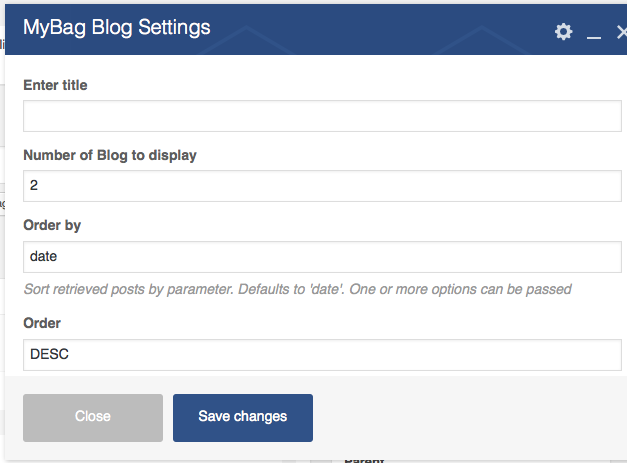 MyBag Blog Settings
Enter title
Number of Blog to display
2
Order by
date
Sort retrieved posts by parameter. Defaults to 'date'. One or more options can be passed
Order
DESC
Close Save changes